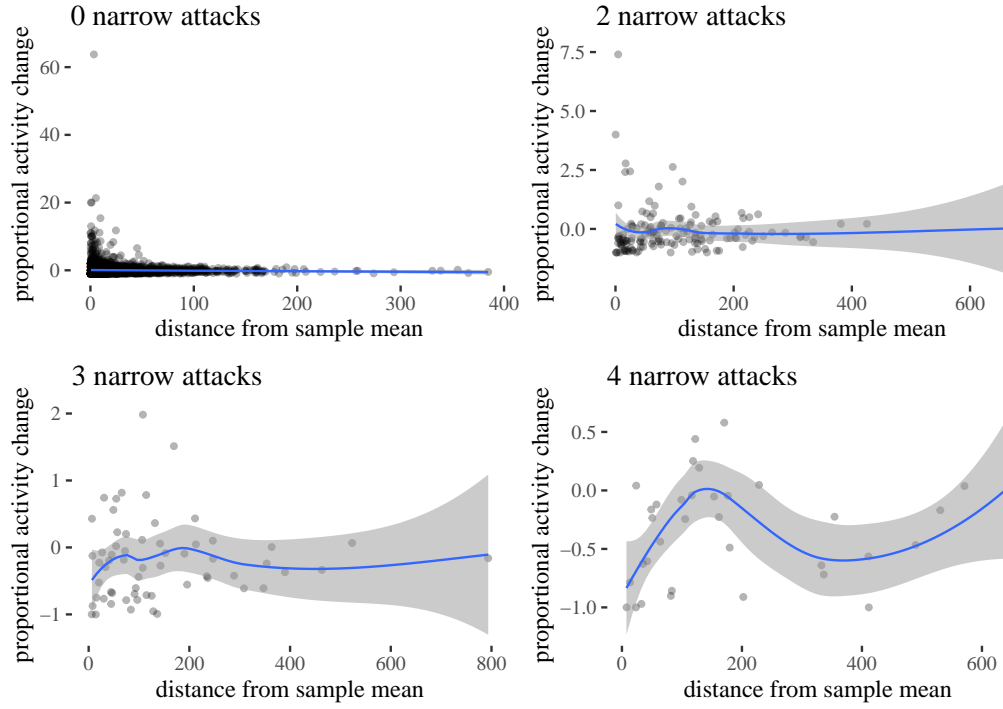 0 narrow attacks
proportional activity change
60
40
20
0
0
100
200
300
400
distance from sample mean
2 narrow attacks
proportional activity change
7.5
5.0
2.5
0.0
0
200
400
600
distance from sample mean
3 narrow attacks
proportional activity change
2
1
0
−1
0
200
400
600
800
distance from sample mean
4 narrow attacks
proportional activity change
0.5
0.0
−0.5
−1.0
0
200
400
600
distance from sample mean